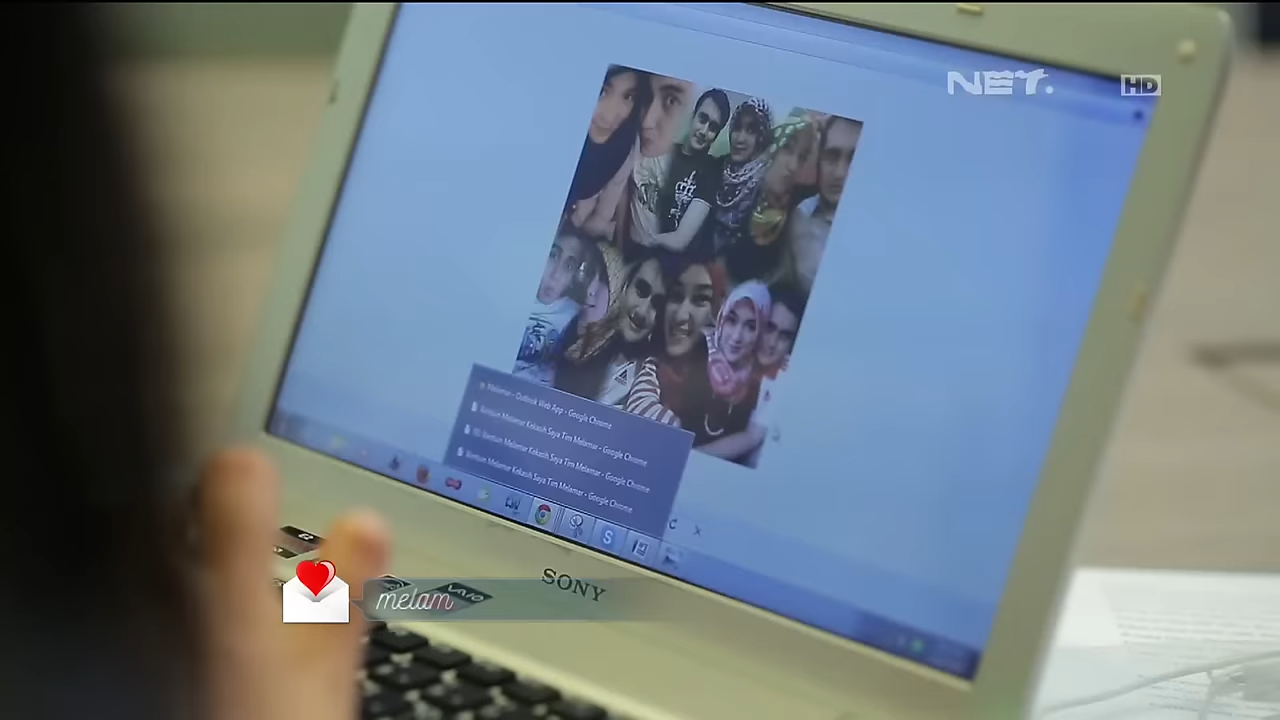 NET.
HD
Melamar - Outlook Web App - Google Chrome
Bantuin Melamar Kekasih Saya Tim Melamar - Google Chrome
Bantuin Melamar Kekasih Saya Tim Melamar - Google Chrome
Bantuin Melamar Kekasih Saya Tim Melamar - Google Chrome
S
SONY
VAIO
melam